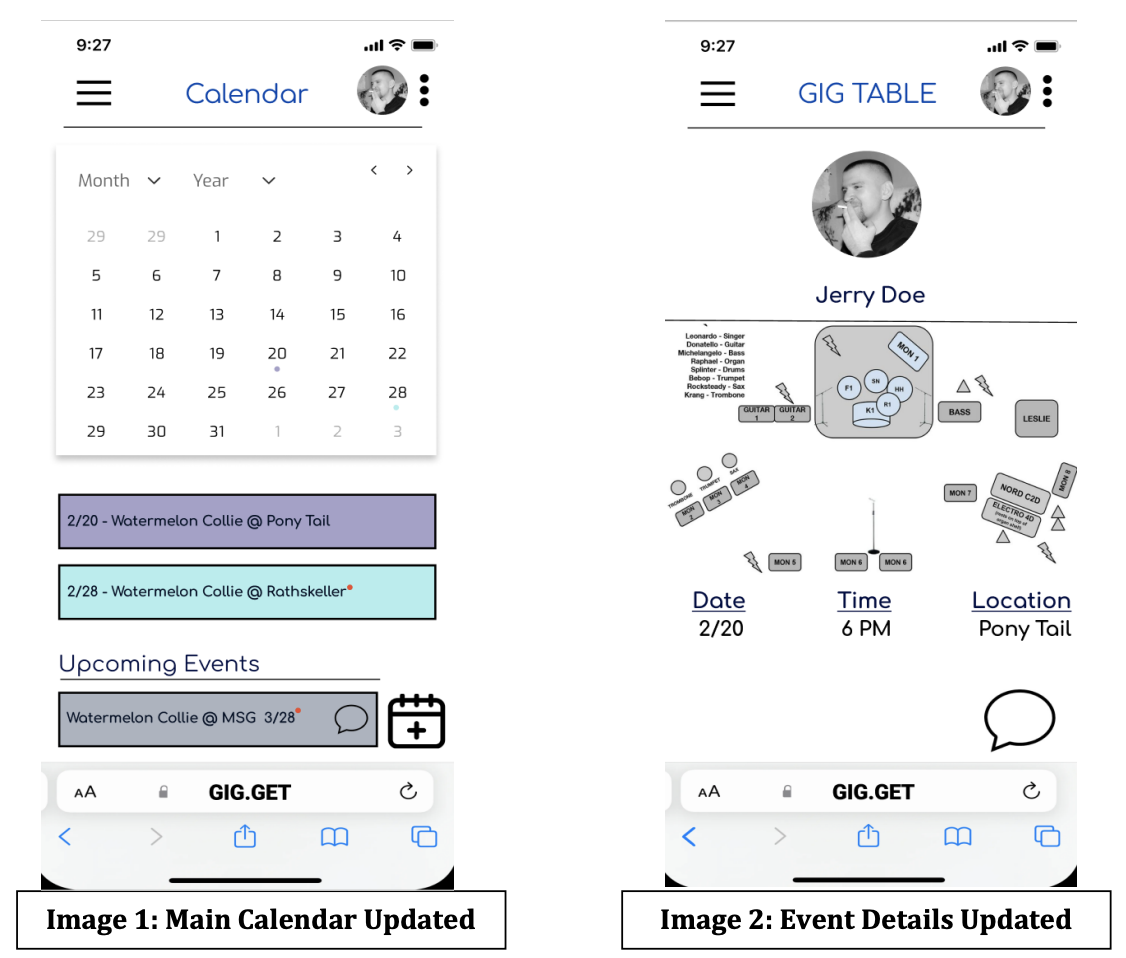 9:27
Calendar
Month Year < >
29 29 1 2 3 4
5 6 7 8 9 10
11 12 13 14 15 16
17 18 19 20 21 22
23 24 25 26 27 28
29 30 31 1 2 3
2/20 - Watermelon Collie @ Pony Tail
2/28 - Watermelon Collie @ Rathskeller
Upcoming Events
Watermelon Collie @ MSG 3/28
AA GIG.GET
Image 1: Main Calendar Updated
9:27
GIG TABLE
Jerry Doe
Leonardo - Singer
Donatello - Guitar
Michelangelo - Bass
Raphael - Organ
Splinter - Drums
Bebop - Trumpet
Rocksteady - Sax
Krang - Trombone
MON 1
F1
SN
HH
K1
R1
GUITAR 1
GUITAR 2
BASS
LESLIE
TROMBONE
TRUMPET
SAX
MON 2
MON 3
MON 4
MON 7
NORD C2D
MON 8
ELECTRO 4D
(rests on top of
organ shelf)
MON 5
MON 6
MON 6
Date Time Location
2/20 6 PM Pony Tail
AA GIG.GET
Image 2: Event Details Updated